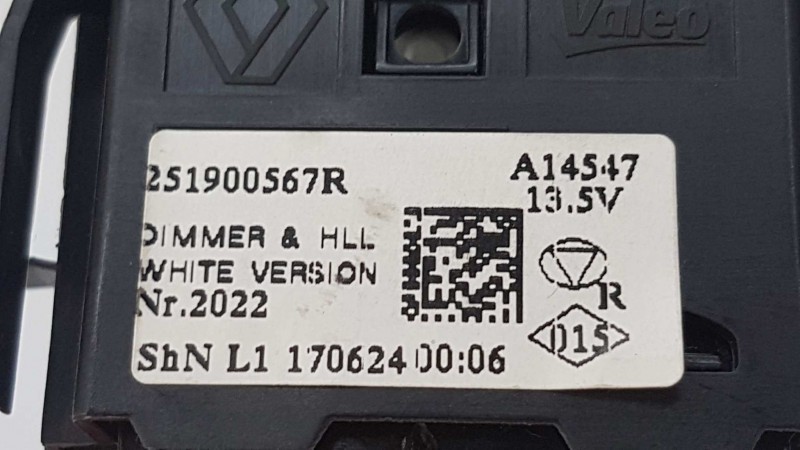 Valeo
251900567R
A14547
13.5V
DIMMER & HLL
WHITE VERSION
Nr.2022
R
015
ShN L1 170624 00:06